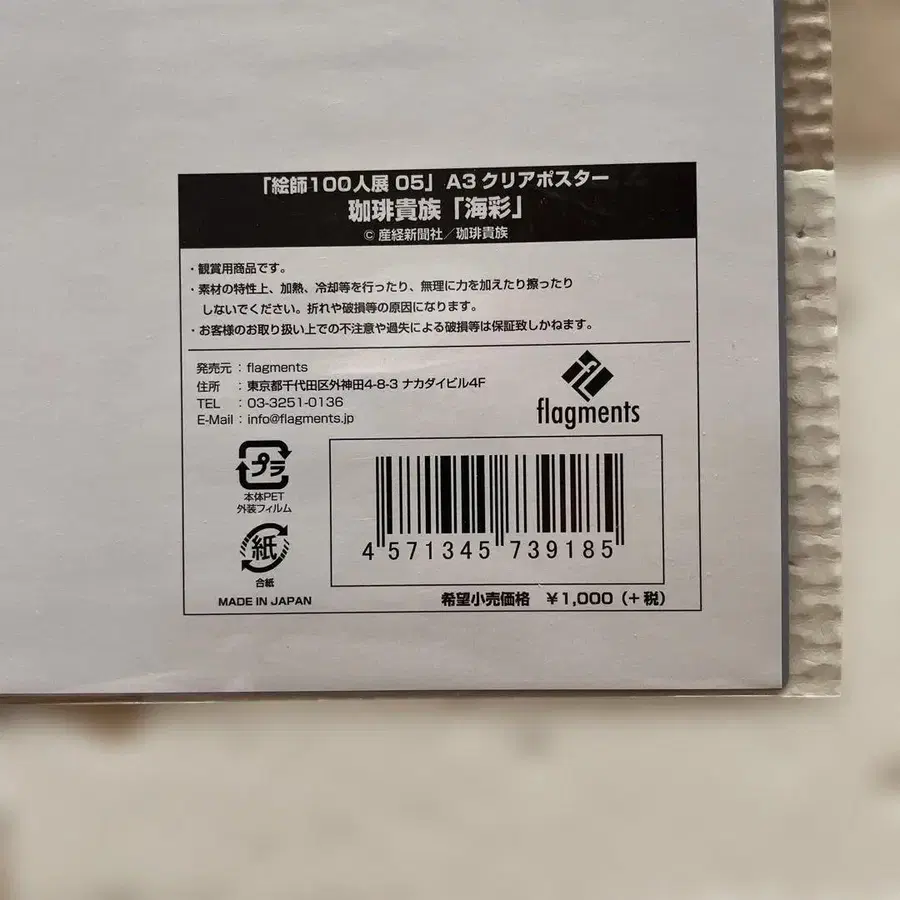 「絵師100人展 05」 A3 クリアポスター
珈琲貴族「海彩」
© 産経新聞社／珈琲貴族
・観賞用商品です。
・素材の特性上、加熱、冷却等を行ったり、無理に力を加えたり擦ったり
しないでください。折れや破損等の原因になります。
・お客様のお取り扱い上での不注意や過失による破損等は保証致しかねます。
発売元 : flagments
住所 : 東京都千代田区外神田4-8-3 ナカダイビル4F
TEL : 03-3251-0136
E-Mail : info@flagments.jp
flagments
プラ
本体PET
外装フィルム
紙
合紙
MADE IN JAPAN
4 571345 739185
希望小売価格 ¥1,000（+ 税）